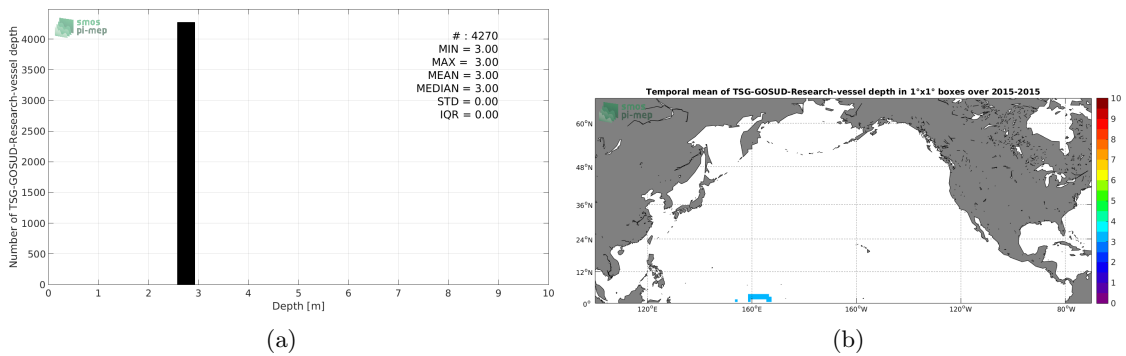 smos
pi-mep
# : 4270
MIN = 3.00
MAX = 3.00
MEAN = 3.00
MEDIAN = 3.00
STD = 0.00
IQR = 0.00
Number of TSG-GOSUD-Research-vessel depth
4000
3500
3000
2500
2000
1500
1000
500
0
0 1 2 3 4 5 6 7 8 9 10
Depth [m]
(a)
Temporal mean of TSG-GOSUD-Research-vessel depth in 1°x1° boxes over 2015-2015
smos
pi-mep
60°N
48°N
36°N
24°N
12°N
0°
120°E 160°E 160°W 120°W 80°W
10
9
8
7
6
5
4
3
2
1
0
(b)